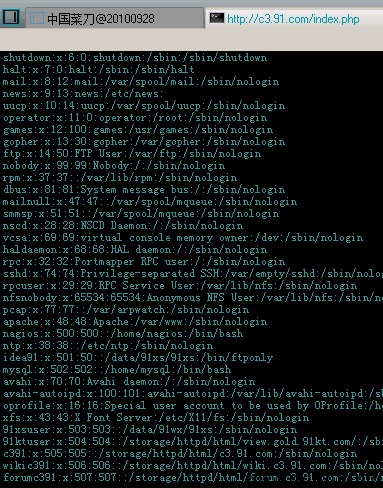 中国菜刀@20100928
http://c3.91.com/index.php
shutdown:x:6:0:shutdown:/sbin:/sbin/shutdown
halt:x:7:0:halt:/sbin:/sbin/halt
mail:x:8:12:mail:/var/spool/mail:/sbin/nologin
news:x:9:13:news:/etc/news:
uucp:x:10:14:uucp:/var/spool/uucp:/sbin/nologin
operator:x:11:0:operator:/root:/sbin/nologin
games:x:12:100:games:/usr/games:/sbin/nologin
gopher:x:13:30:gopher:/var/gopher:/sbin/nologin
ftp:x:14:50:FTP User:/var/ftp:/sbin/nologin
nobody:x:99:99:Nobody:/:/sbin/nologin
rpm:x:37:37::/var/lib/rpm:/sbin/nologin
dbus:x:81:81:System message bus:/:/sbin/nologin
mailnull:x:47:47::/var/spool/mqueue:/sbin/nologin
smmsp:x:51:51::/var/spool/mqueue:/sbin/nologin
nscd:x:28:28:NSCD Daemon:/:/sbin/nologin
vcsa:x:69:69:virtual console memory owner:/dev:/sbin/nologin
haldaemon:x:68:68:HAL daemon:/:/sbin/nologin
rpc:x:32:32:Portmapper RPC user:/:/sbin/nologin
sshd:x:74:74:Privilege-separated SSH:/var/empty/sshd:/sbin/nolo
rpcuser:x:29:29:RPC Service User:/var/lib/nfs:/sbin/nologin
nfsnobody:x:65534:65534:Anonymous NFS User:/var/lib/nfs:/sbin/n
pcap:x:77:77::/var/arpwatch:/sbin/nologin
apache:x:48:48:Apache:/var/www:/sbin/nologin
nagios:x:500:500::/home/nagios:/bin/bash
ntp:x:38:38::/etc/ntp:/sbin/nologin
idea91:x:501:50::/data/91xs/91xs:/bin/ftponly
mysql:x:502:502::/home/mysql:/bin/bash
avahi:x:70:70:Avahi daemon:/:/sbin/nologin
avahi-autoipd:x:100:101:avahi-autoipd:/var/lib/avahi-autoipd:/s
oprofile:x:16:16:Special user account to be used by OProfile:/h
xfs:x:43:43:X Font Server:/etc/X11/fs:/sbin/nologin
91xsuser:x:503:503::/data/91wx/91xs:/sbin/nologin
91ktuser:x:504:504::/storage/httpd/html/view.gold.91kt.com/:/sb
c391:x:505:505::/storage/httpd/html/c3.91.com:/sbin/nologin
wikic391:x:506:506::/storage/httpd/html/wiki.c3.91.com:/sbin/no
forumc391:x:507:507::/storage/httpd/html/forum.c3.91.com:/sbin/